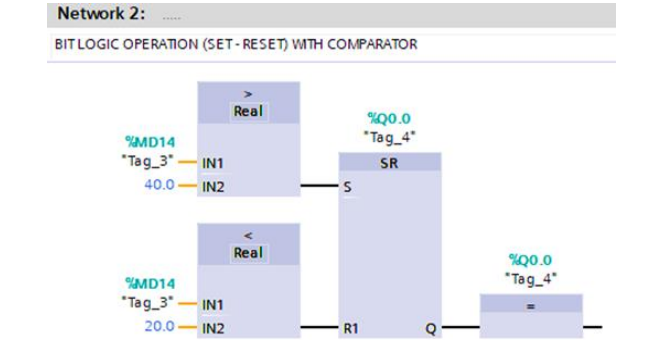 Network 2: .....
BIT LOGIC OPERATION (SET - RESET) WITH COMPARATOR
>
Real
%MD14
"Tag_3" IN1
40.0 IN2
%Q0.0
"Tag_4"
SR
S
<
Real
%MD14
"Tag_3" IN1
20.0 IN2
R1 Q
%Q0.0
"Tag_4"
=